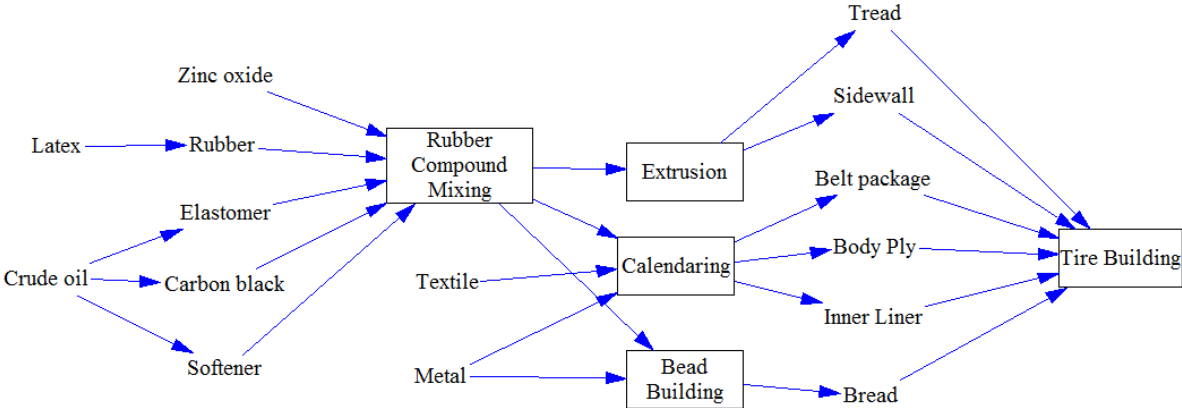 Tread
Zinc oxide
Sidewall
Latex
Rubber
Rubber
Compound
Mixing
Extrusion
Belt package
Elastomer
Body Ply
Tire Building
Crude oil
Carbon black
Textile
Calendaring
Inner Liner
Softener
Metal
Bead
Building
Bread